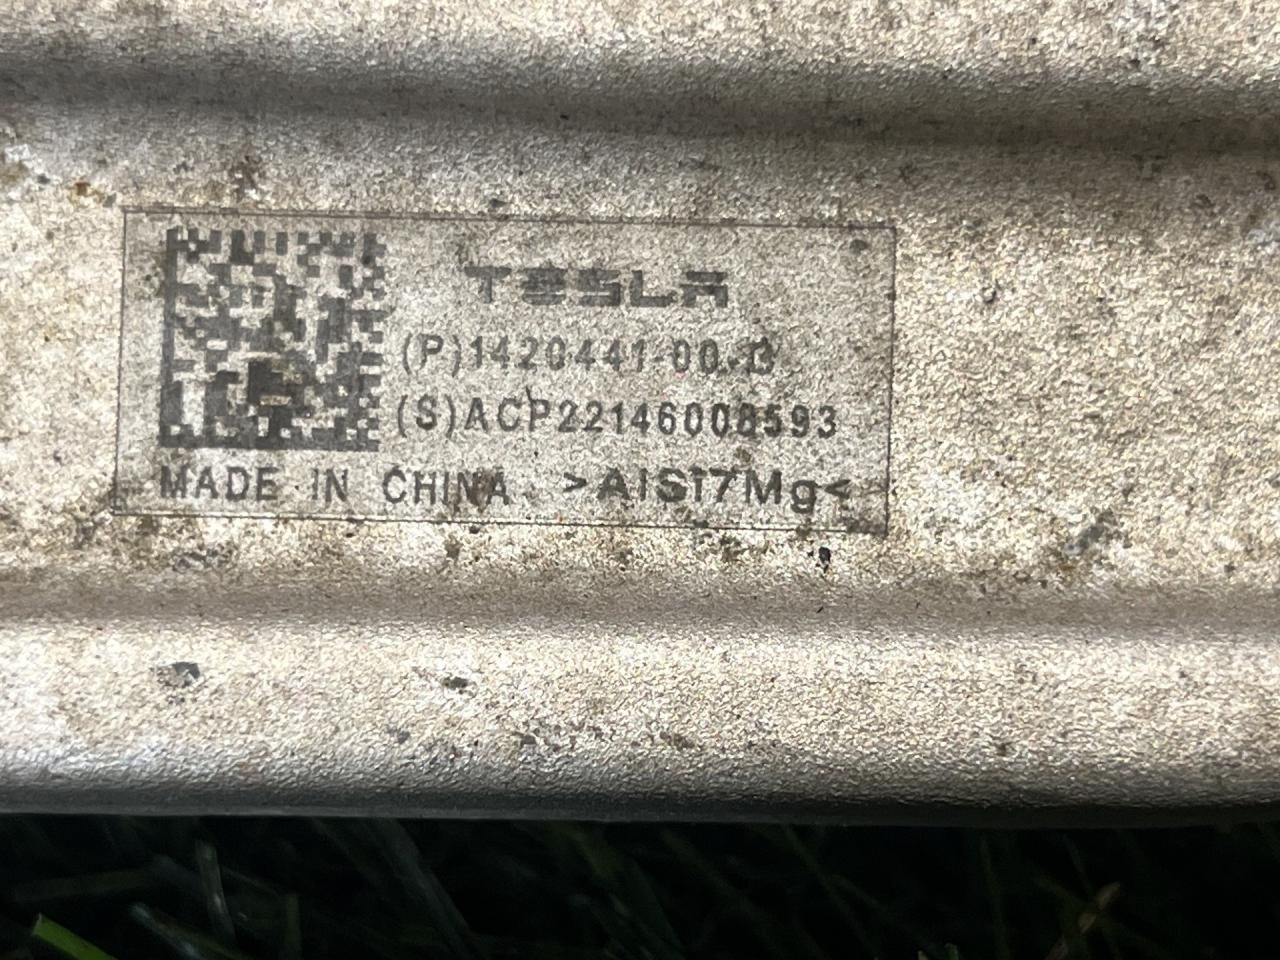 TESLA
(P)1420441-00-C
(S)ACP22146008593
MADE IN CHINA >AlSi7Mg<